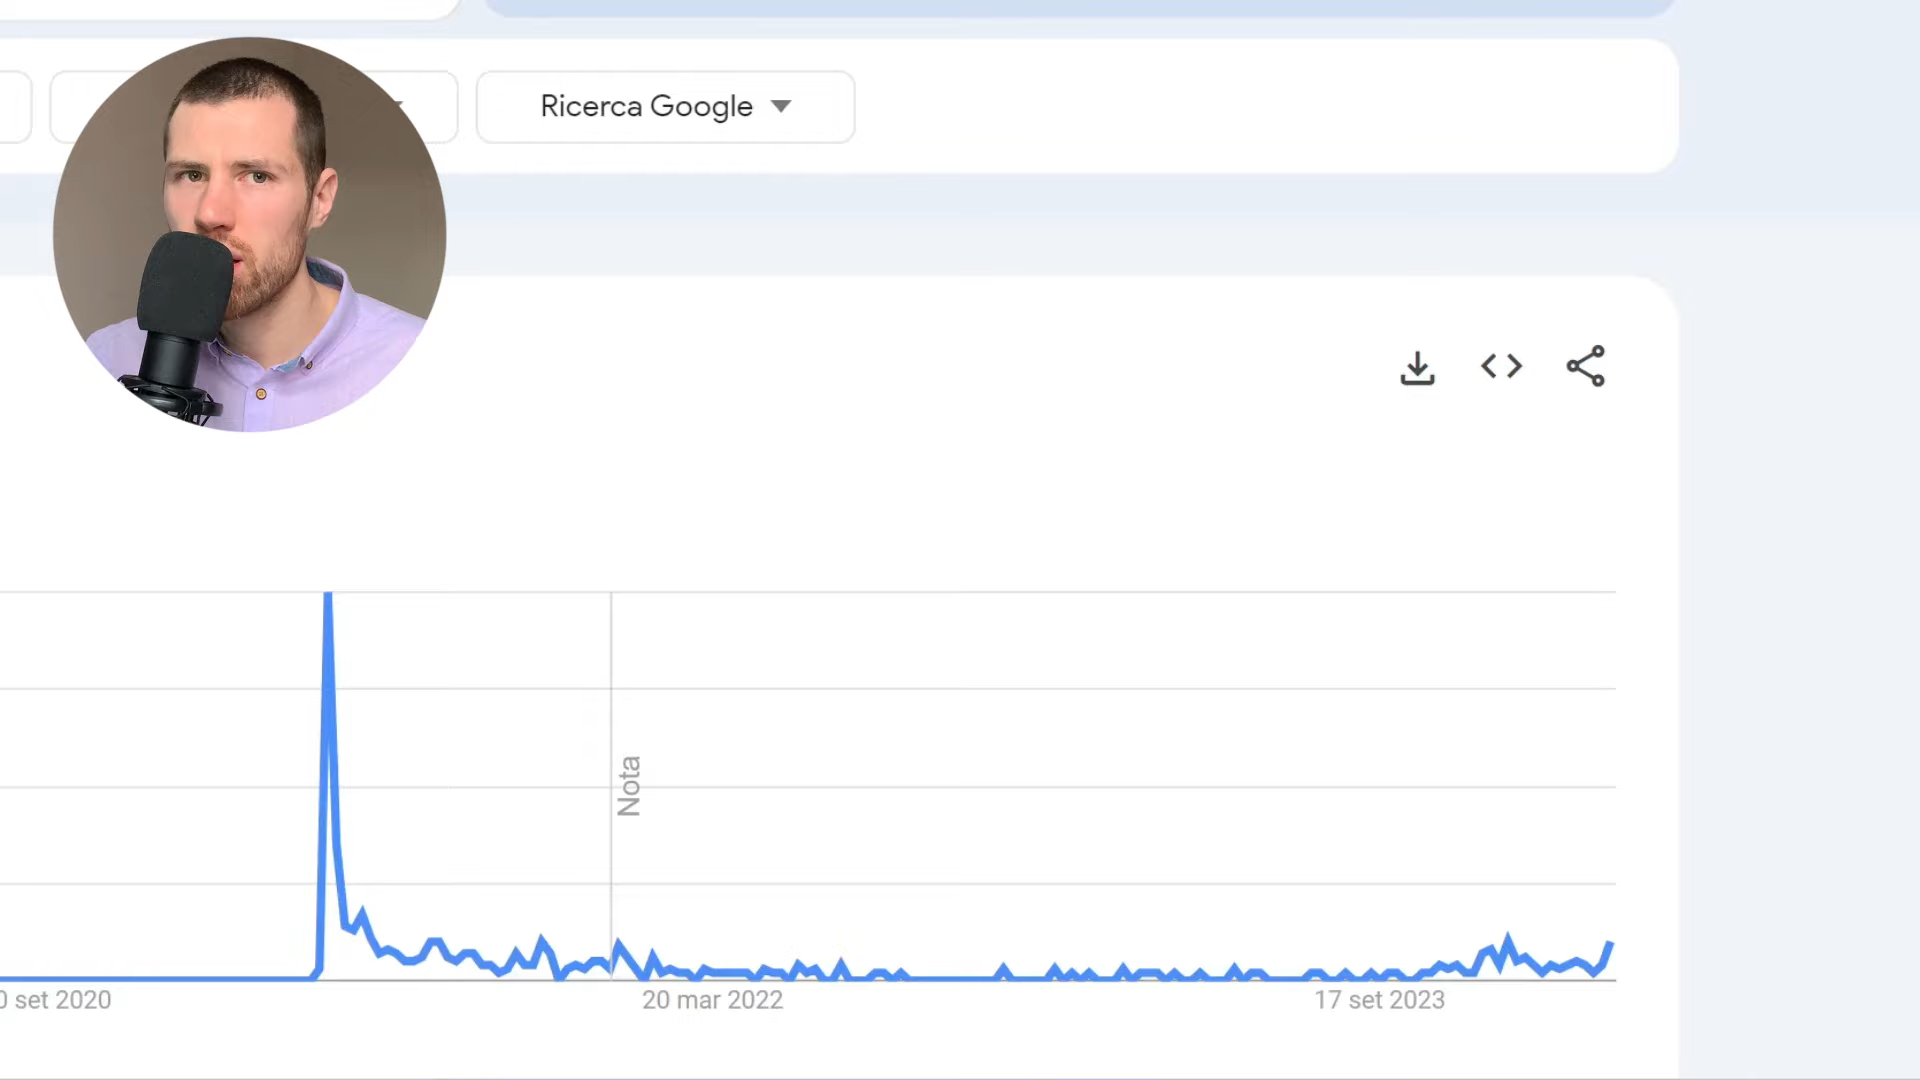 Ricerca Google
Nota
set 2020
20 mar 2022
17 set 2023